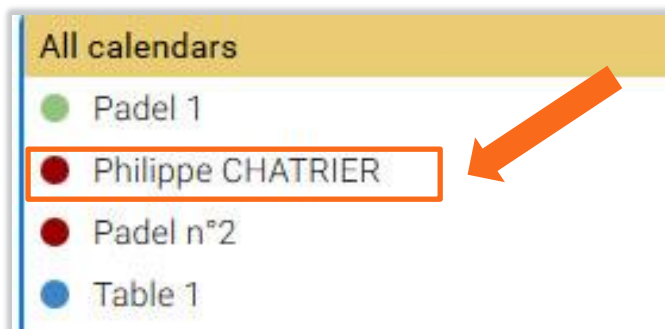 All calendars
Padel 1
Philippe CHATRIER
Padel n°2
Table 1